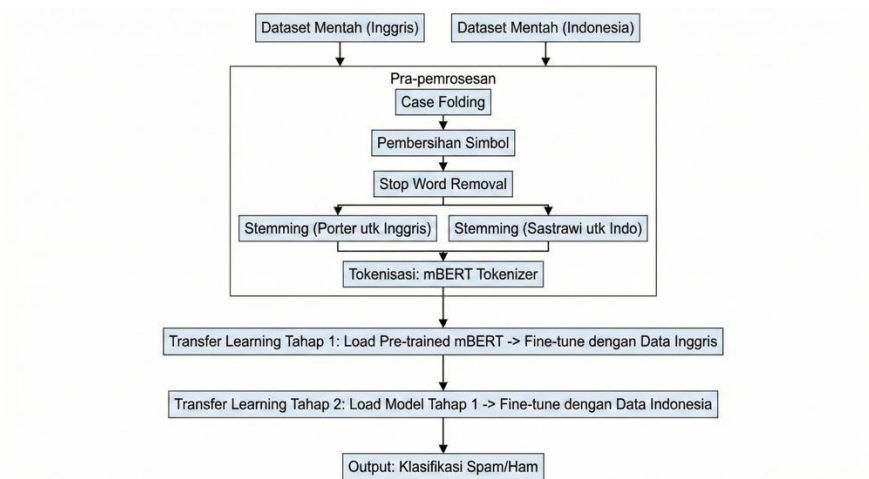 Dataset Mentah (Inggris)
Dataset Mentah (Indonesia)
Pra-pemrosesan
Case Folding
Pembersihan Simbol
Stop Word Removal
Stemming (Porter utk Inggris)
Stemming (Sastrawi utk Indo)
Tokenisasi: mBERT Tokenizer
Transfer Learning Tahap 1: Load Pre-trained mBERT -> Fine-tune dengan Data Inggris
Transfer Learning Tahap 2: Load Model Tahap 1 -> Fine-tune dengan Data Indonesia
Output: Klasifikasi Spam/Ham